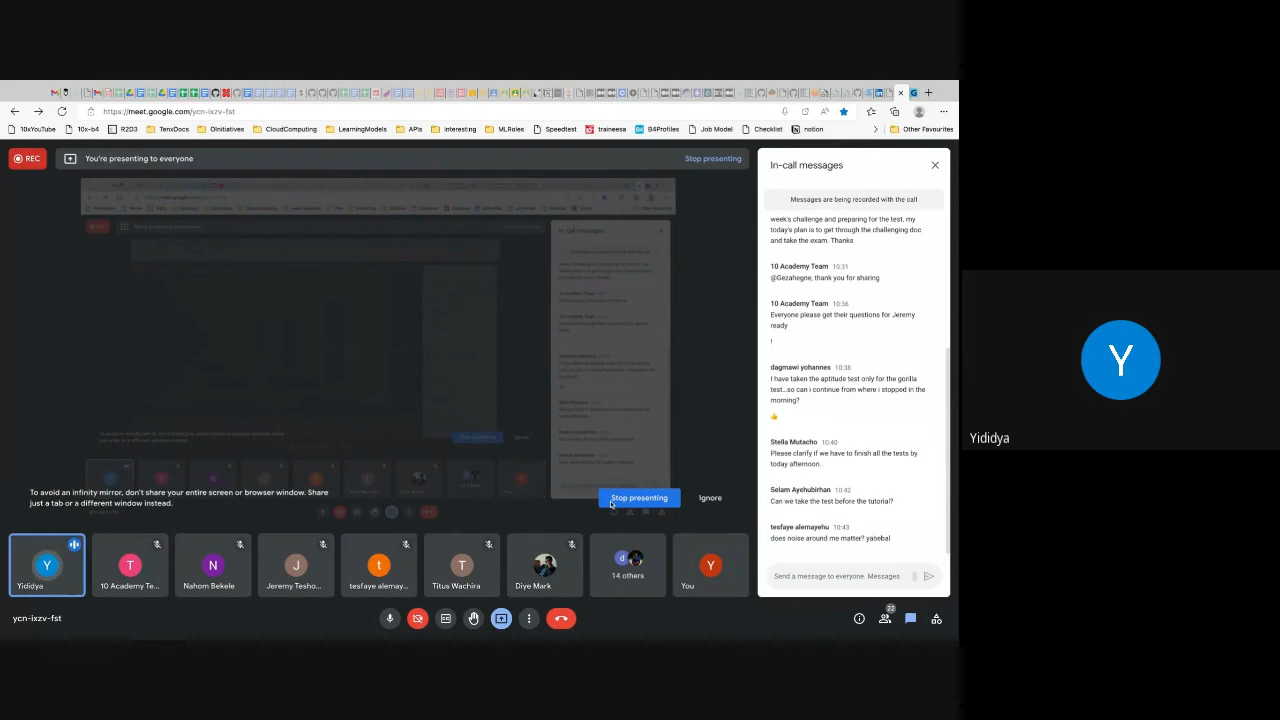 https://meet.google.com/ycn-ixzv-fst
10xYouTube
10x-b4
R2D3
TenxDocs
OInitiatives
CloudComputing
LearningModels
APIs
Interesting
MLRoles
Speedtest
traineesa
B4Profiles
Job Model
Checklist
notion
Other Favourites
REC
You're presenting to everyone
Stop presenting
In-call messages
Messages are being recorded with the call
week's challenge and preparing for the test. my
today's plan is to get through the challenging doc
and take the exam. Thanks
10 Academy Team 10:31
@Gezahegne, thank you for sharing
10 Academy Team 10:36
Everyone please get their questions for Jeremy
ready
!
dagmawi yohannes 10:38
I have taken the aptitude test only for the gorilla
test...so can i continue from where i stopped in the
morning?
👍
Stella Mutacho 10:40
Please clarify if we have to finish all the tests by
today afternoon..
Selam Ayehubirhan 10:42
Can we take the test before the tutorial?
tesfaye alemayehu 10:43
does noise around me matter? yabebal
Send a message to everyone. Messages
To avoid an infinity mirror, don't share your entire screen or browser window. Share
just a tab or a different window instead.
Stop presenting
Ignore
Y
Yididya
T
10 Academy Te...
N
Nahom Bekele
J
Jeremy Tesho...
t
tesfaye alemay...
T
Titus Wachira
Diye Mark
d
14 others
Y
You
ycn-ixzv-fst
22
Y
Yididya